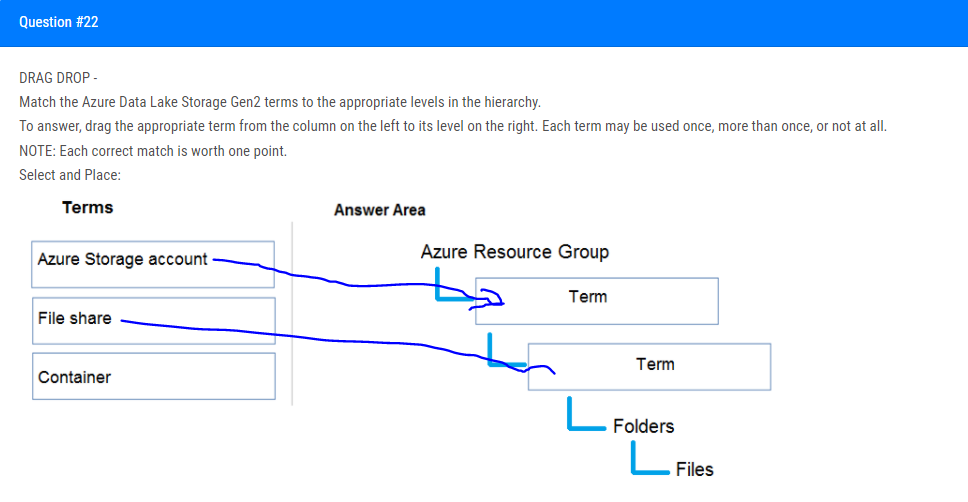 Question #22
DRAG DROP -
Match the Azure Data Lake Storage Gen2 terms to the appropriate levels in the hierarchy.
To answer, drag the appropriate term from the column on the left to its level on the right. Each term may be used once, more than once, or not at all.
NOTE: Each correct match is worth one point.
Select and Place:
Terms
Answer Area
Azure Storage account
File share
Container
Azure Resource Group
Term
Term
Folders
Files